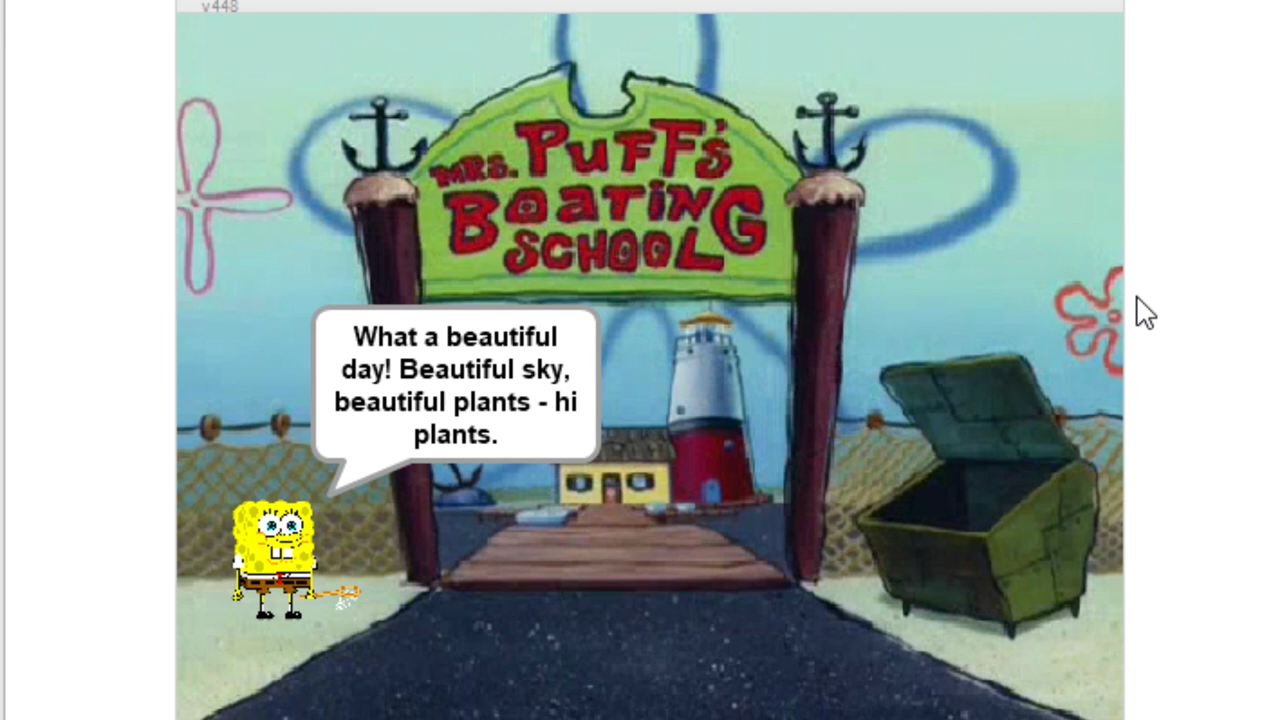 v448
MRS. PUFF'S
BOATING
SCHOOL
What a beautiful
day! Beautiful sky,
beautiful plants - hi
plants.